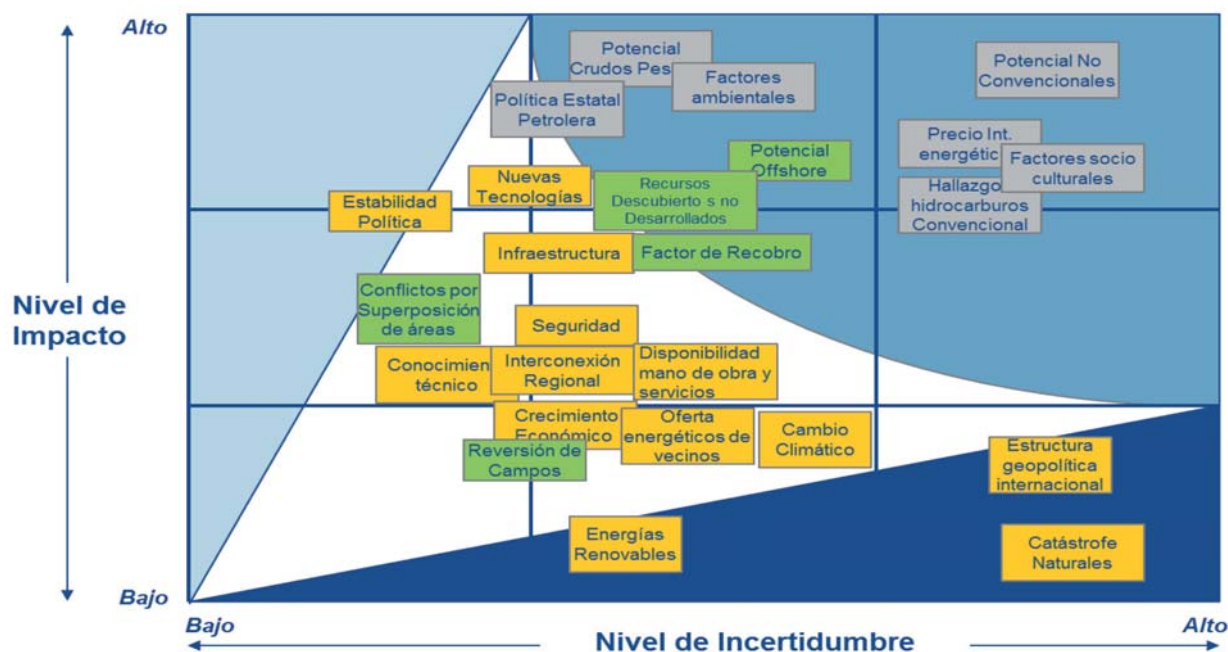 Alto
Potencial
Crudos Pes
Factores
ambientales
Potencial No
Convencionales
Política Estatal
Petrolera
Precio Int.
energétic
Factores socio
culturales
Potencial
Offshore
Nuevas
Tecnologías
Recursos
Descubierto s no
Desarrollados
Hallazgo
hidrocarburos
Convencional
Estabilidad
Política
Infraestructura
Factor de Recobro
Nivel de
Impacto
Conflictos por
Superposición
de áreas
Seguridad
Conocimien
técnico
Interconexión
Regional
Disponibilidad
mano de obra y
servicios
Crecimiento
Económico
Oferta
energéticos de
vecinos
Cambio
Climático
Reversión de
Campos
Estructura
geopolítica
internacional
Energías
Renovables
Catástrofe
Naturales
Bajo
Bajo
Nivel de Incertidumbre
Alto